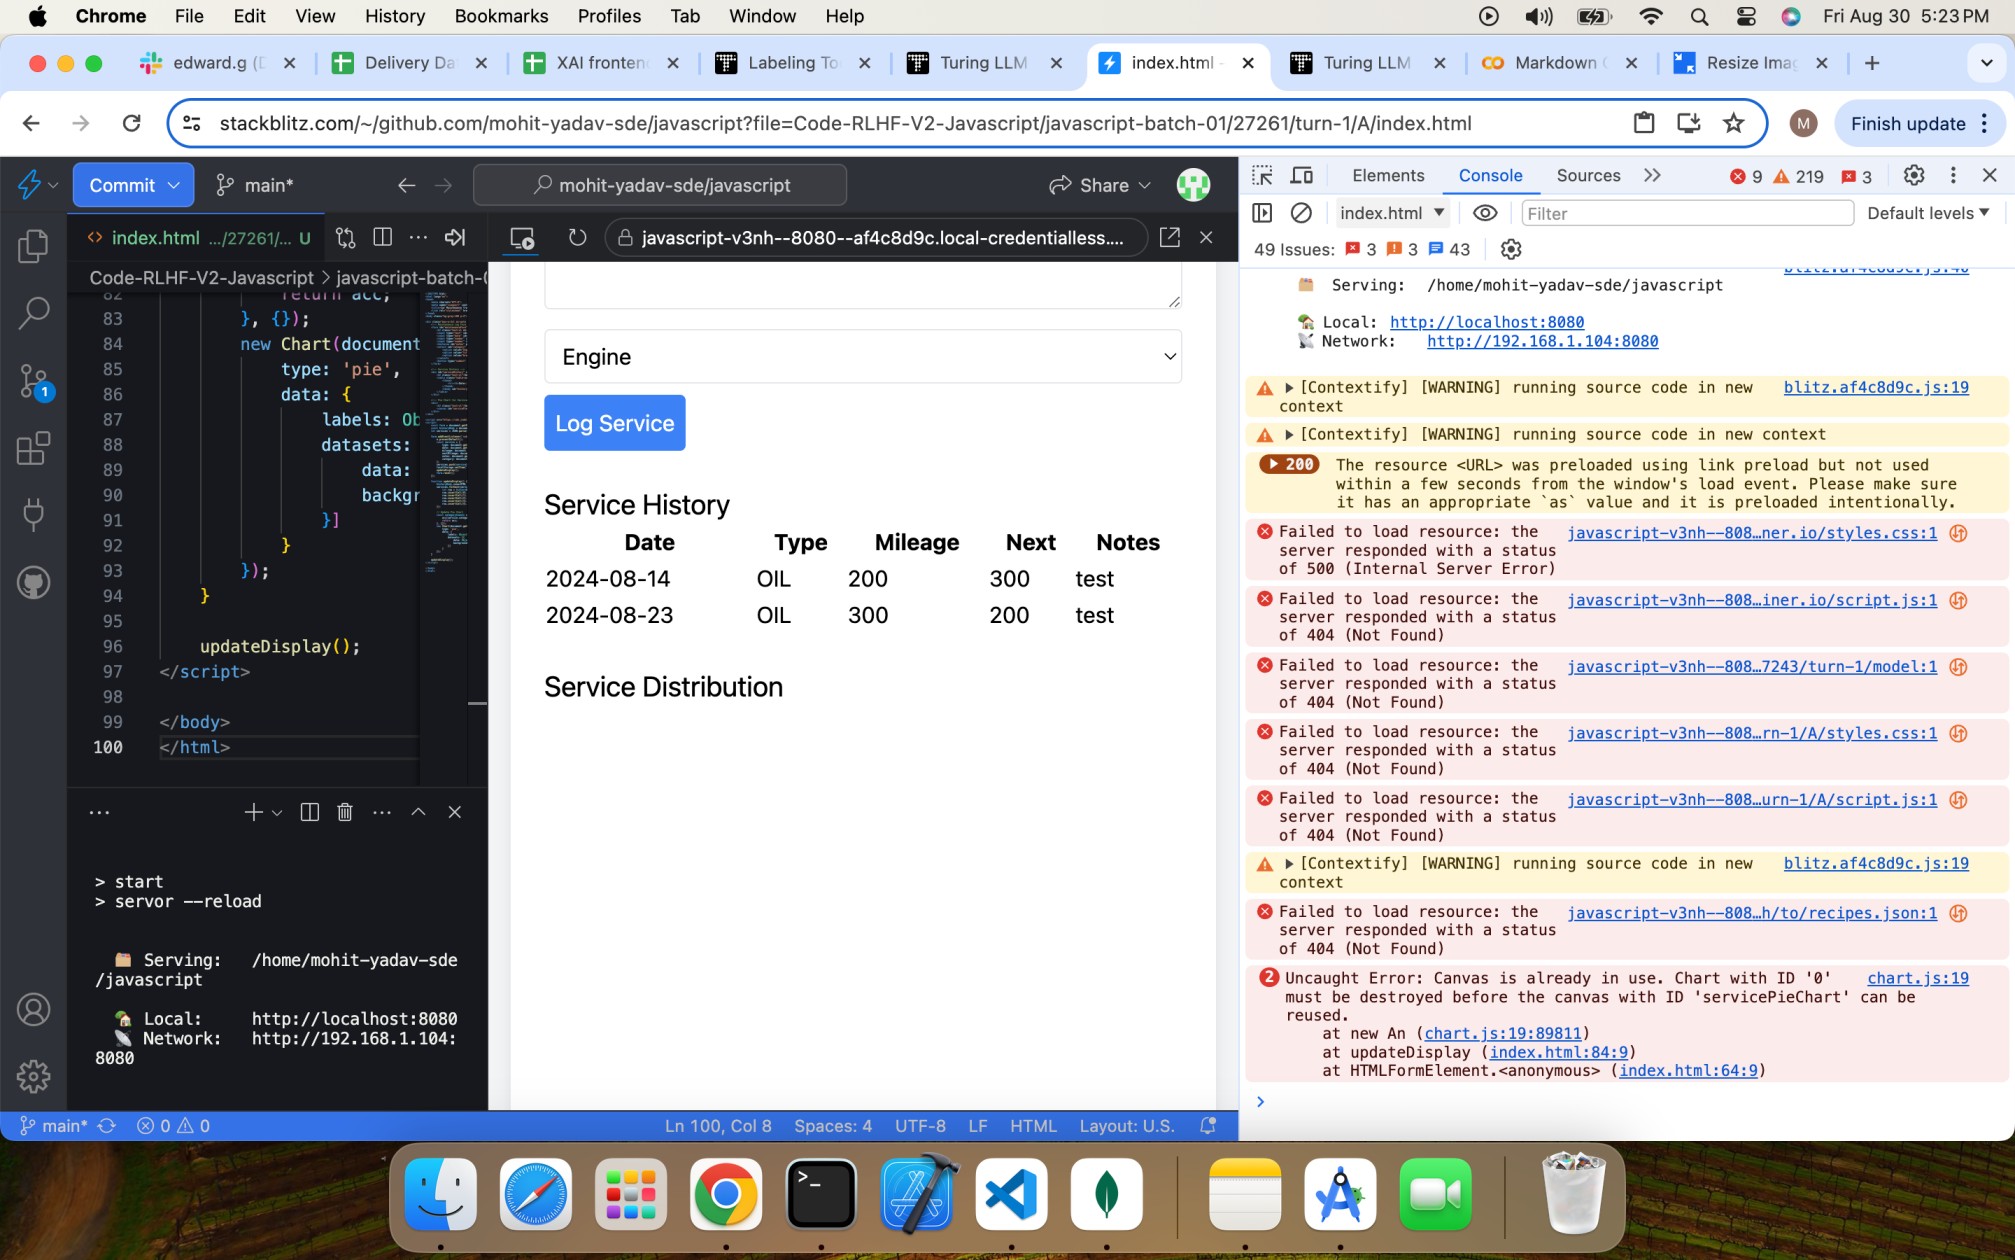 Chrome File Edit View History Bookmarks Profiles Tab Window Help Fri Aug 30 5:23 PM
edward.g (D Delivery Da XAI fronten Labeling To Turing LLM index.html - Turing LLM Markdown Resize Ima
stackblitz.com/~/github.com/mohit-yadav-sde/javascript?file=Code-RLHF-V2-Javascript/javascript-batch-01/27261/turn-1/A/index.html M Finish update
Commit main* mohit-yadav-sde/javascript Share
index.html .../27261/... U
Code-RLHF-V2-Javascript > javascript-batch-0
82 return acc;
83 }, {});
84 new Chart(document
85 type: 'pie',
86 data: {
87 labels: Ob
88 datasets:
89 data:
90 backgr
91 }]
92 }
93 });
94 }
95
96 updateDisplay();
97 </script>
98
99 </body>
100 </html>
> start
> servor --reload
Serving: /home/mohit-yadav-sde
/javascript
Local: http://localhost:8080
Network: http://192.168.1.104:
8080
javascript-v3nh--8080--af4c8d9c.local-credentialless....
Engine
Log Service
Service History
Date Type Mileage Next Notes
2024-08-14 OIL 200 300 test
2024-08-23 OIL 300 200 test
Service Distribution
Elements Console Sources 9 219 3
index.html Filter Default levels
49 Issues: 3 3 43
blitz.af4c8d9c.js:40
Serving: /home/mohit-yadav-sde/javascript
Local: http://localhost:8080
Network: http://192.168.1.104:8080
[Contextify] [WARNING] running source code in new blitz.af4c8d9c.js:19
context
[Contextify] [WARNING] running source code in new context
200 The resource <URL> was preloaded using link preload but not used
within a few seconds from the window's load event. Please make sure
it has an appropriate `as` value and it is preloaded intentionally.
Failed to load resource: the javascript-v3nh--808…ner.io/styles.css:1
server responded with a status
of 500 (Internal Server Error)
Failed to load resource: the javascript-v3nh--808…iner.io/script.js:1
server responded with a status
of 404 (Not Found)
Failed to load resource: the javascript-v3nh--808…7243/turn-1/model:1
server responded with a status
of 404 (Not Found)
Failed to load resource: the javascript-v3nh--808…rn-1/A/styles.css:1
server responded with a status
of 404 (Not Found)
Failed to load resource: the javascript-v3nh--808…urn-1/A/script.js:1
server responded with a status
of 404 (Not Found)
[Contextify] [WARNING] running source code in new blitz.af4c8d9c.js:19
context
Failed to load resource: the javascript-v3nh--808…h/to/recipes.json:1
server responded with a status
of 404 (Not Found)
2 Uncaught Error: Canvas is already in use. Chart with ID '0' chart.js:19
must be destroyed before the canvas with ID 'servicePieChart' can be
reused.
at new An (chart.js:19:89811)
at updateDisplay (index.html:84:9)
at HTMLFormElement.<anonymous> (index.html:64:9)
main* 0 0 Ln 100, Col 8 Spaces: 4 UTF-8 LF HTML Layout: U.S.